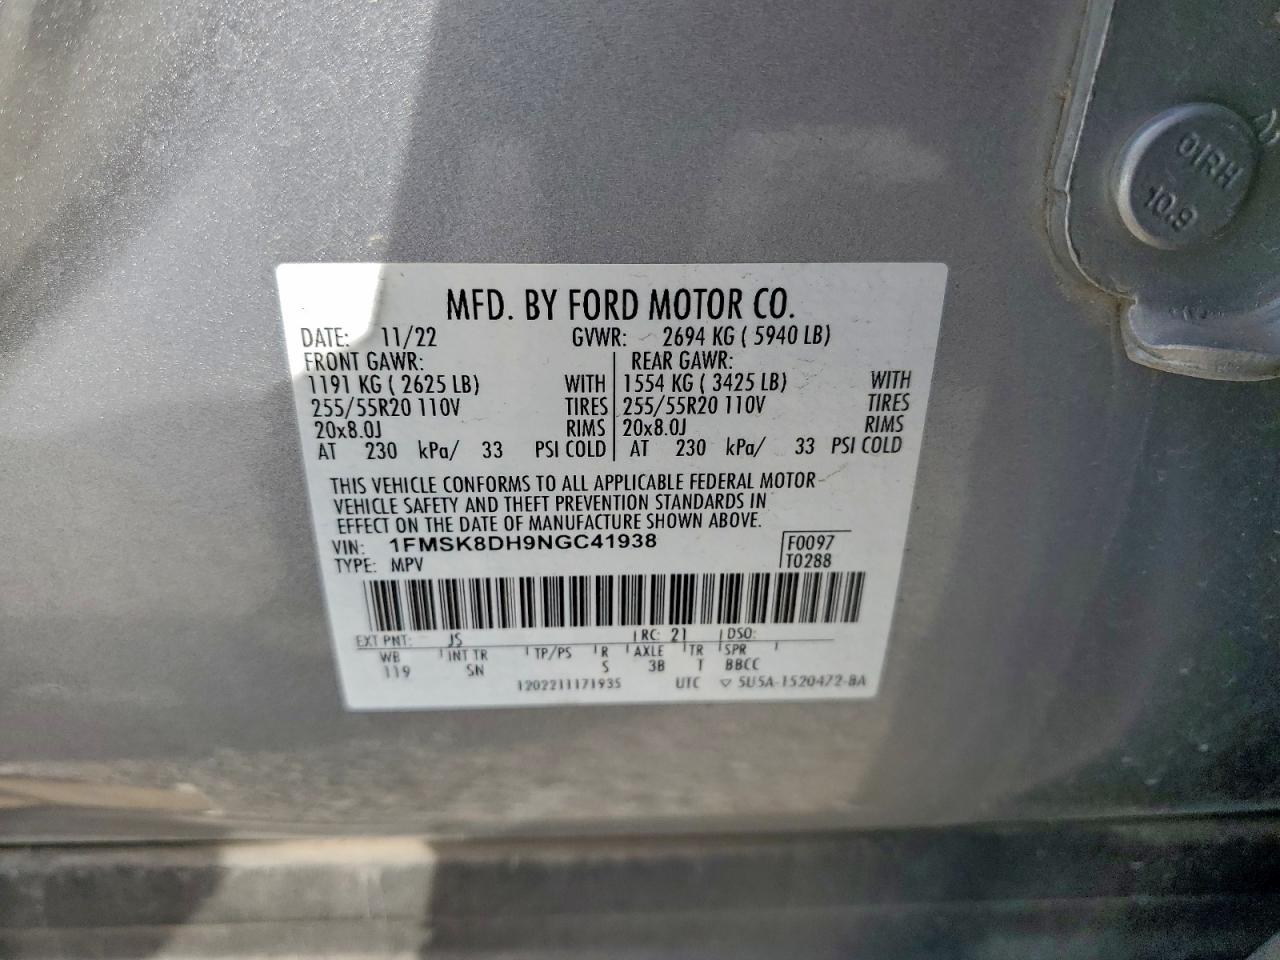 01RH
10.9
MFD. BY FORD MOTOR CO.
DATE: 11/22 GVWR: 2694 KG ( 5940 LB)
FRONT GAWR: REAR GAWR:
1191 KG ( 2625 LB) WITH 1554 KG ( 3425 LB) WITH
255/55R20 110V TIRES 255/55R20 110V TIRES
20x8.0J RIMS 20x8.0J RIMS
AT 230 kPa/ 33 PSI COLD AT 230 kPa/ 33 PSI COLD
THIS VEHICLE CONFORMS TO ALL APPLICABLE FEDERAL MOTOR
VEHICLE SAFETY AND THEFT PREVENTION STANDARDS IN
EFFECT ON THE DATE OF MANUFACTURE SHOWN ABOVE.
VIN: 1FMSK8DH9NGC41938 F0097
TYPE: MPV T0288
EXT PNT: JS RC: 21 DSO:
WB INT TR TP/PS R AXLE TR SPR
119 SN S 3B T BBCC
1202211171935 UTC ▽ 5U5A-1520472-BA